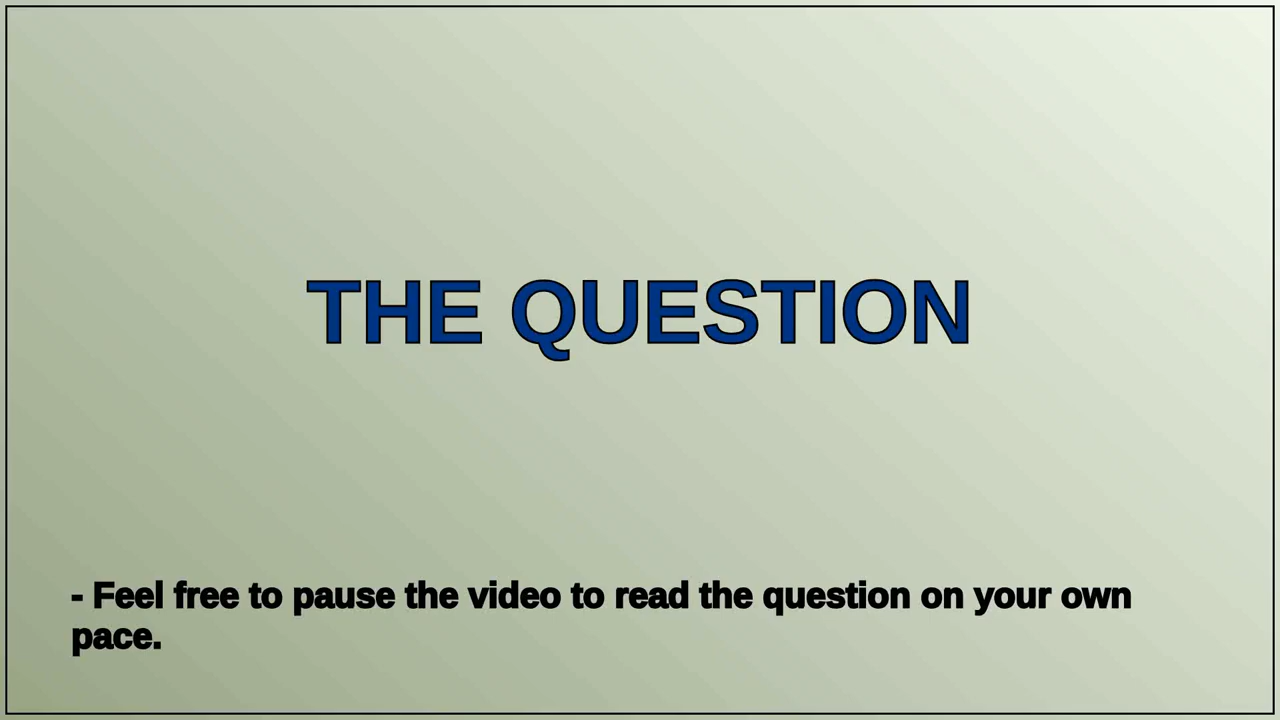 THE QUESTION
- Feel free to pause the video to read the question on your own
pace.